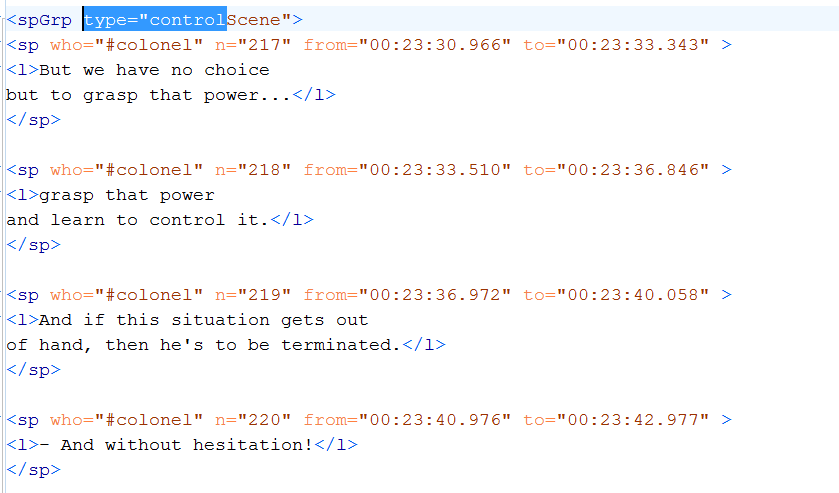 <spGrp type="controlScene">
<sp who="#colonel" n="217" from="00:23:30.966" to="00:23:33.343" >
<l>But we have no choice
but to grasp that power...</l>
</sp>
<sp who="#colonel" n="218" from="00:23:33.510" to="00:23:36.846" >
<l>grasp that power
and learn to control it.</l>
</sp>
<sp who="#colonel" n="219" from="00:23:36.972" to="00:23:40.058" >
<l>And if this situation gets out
of hand, then he's to be terminated.</l>
</sp>
<sp who="#colonel" n="220" from="00:23:40.976" to="00:23:42.977" >
<l>- And without hesitation!</l>
</sp>